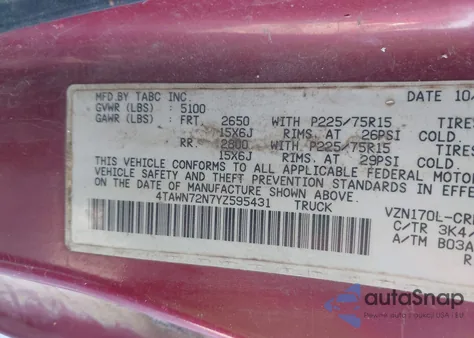 MFD BY TABC INC. DATE 10/
GVWR (LBS) 5100
GAWR (LBS) FRT. 2650 WITH P225/75R15 TIRES
15X6J RIMS. AT 26PSI COLD.
RR. 2800 WITH P225/75R15 TIRES
15X6J RIMS. AT 29PSI COLD.
THIS VEHICLE CONFORMS TO ALL APPLICABLE FEDERAL MOTOR
VEHICLE SAFETY AND THEFT PREVENTION STANDARDS IN EFFE
ON THE DATE OF MANUFACTURE SHOWN ABOVE.
4TAWN72N7YZ595431 TRUCK VZN170L-CR
C/TR 3K4/
A/TM B03A
R
autoSnap